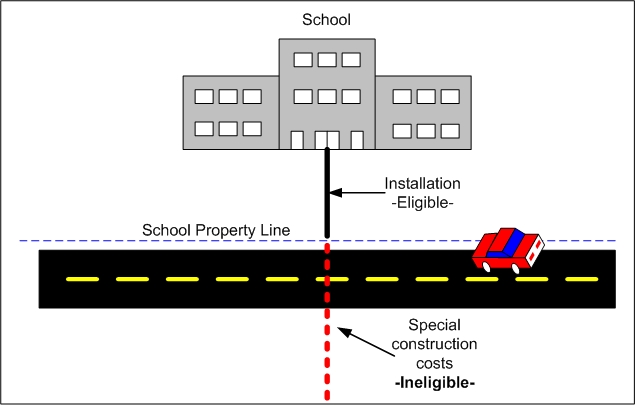 School
Installation
-Eligible-
School Property Line
Special
construction
costs
-Ineligible-